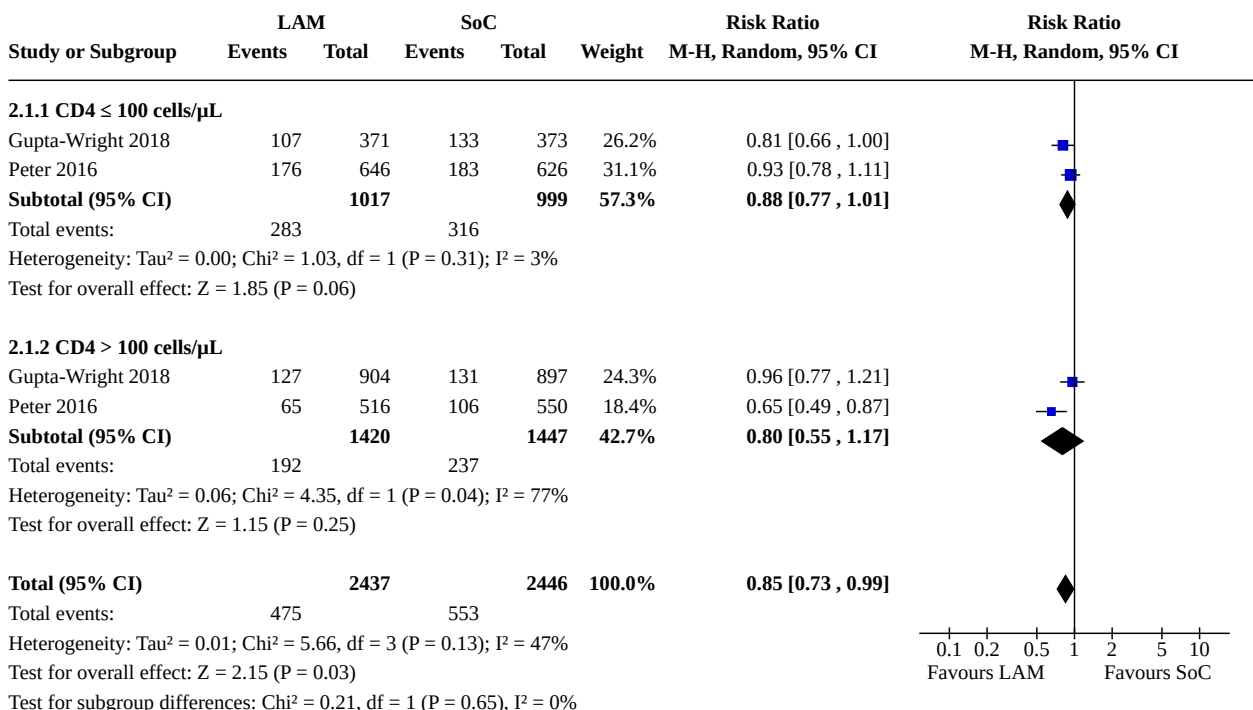 LAM SoC Risk Ratio Risk Ratio
Study or Subgroup Events Total Events Total Weight M-H, Random, 95% CI M-H, Random, 95% CI
2.1.1 CD4 ≤ 100 cells/µL
Gupta-Wright 2018 107 371 133 373 26.2% 0.81 [0.66 , 1.00]
Peter 2016 176 646 183 626 31.1% 0.93 [0.78 , 1.11]
Subtotal (95% CI) 1017 999 57.3% 0.88 [0.77 , 1.01]
Total events: 283 316
Heterogeneity: Tau² = 0.00; Chi² = 1.03, df = 1 (P = 0.31); I² = 3%
Test for overall effect: Z = 1.85 (P = 0.06)
2.1.2 CD4 > 100 cells/µL
Gupta-Wright 2018 127 904 131 897 24.3% 0.96 [0.77 , 1.21]
Peter 2016 65 516 106 550 18.4% 0.65 [0.49 , 0.87]
Subtotal (95% CI) 1420 1447 42.7% 0.80 [0.55 , 1.17]
Total events: 192 237
Heterogeneity: Tau² = 0.06; Chi² = 4.35, df = 1 (P = 0.04); I² = 77%
Test for overall effect: Z = 1.15 (P = 0.25)
Total (95% CI) 2437 2446 100.0% 0.85 [0.73 , 0.99]
Total events: 475 553
Heterogeneity: Tau² = 0.01; Chi² = 5.66, df = 3 (P = 0.13); I² = 47%
0.1 0.2 0.5 1 2 5 10
Test for overall effect: Z = 2.15 (P = 0.03)
Favours LAM Favours SoC
Test for subgroup differences: Chi² = 0.21, df = 1 (P = 0.65), I² = 0%